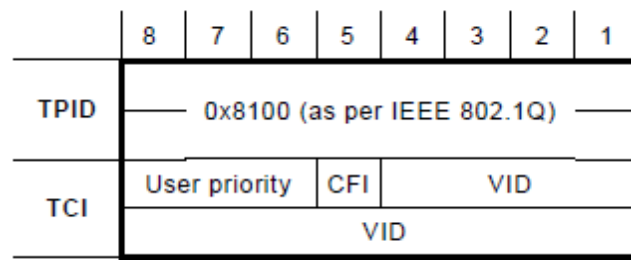 8 7 6 5 4 3 2 1
TPID 0x8100 (as per IEEE 802.1Q)
TCI User priority CFI VID
VID